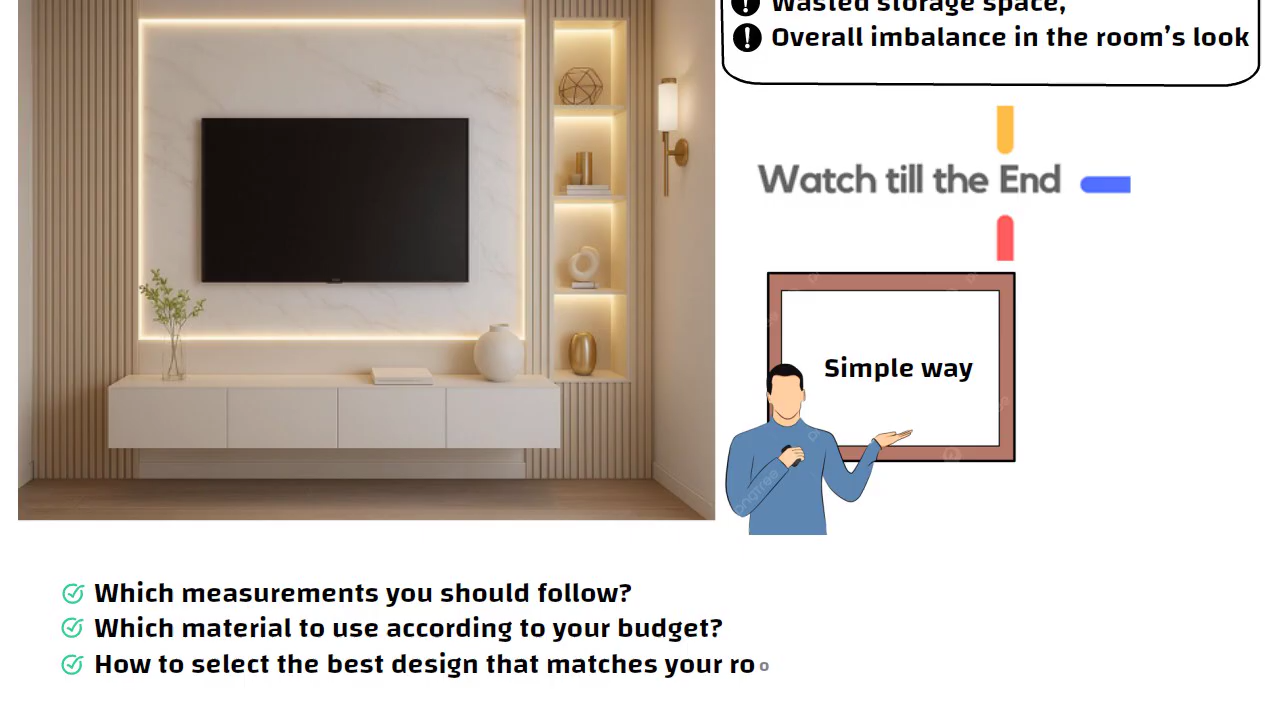 Wasted storage space,
Overall imbalance in the room's look
Watch till the End
Simple way
Which measurements you should follow?
Which material to use according to your budget?
How to select the best design that matches your roo